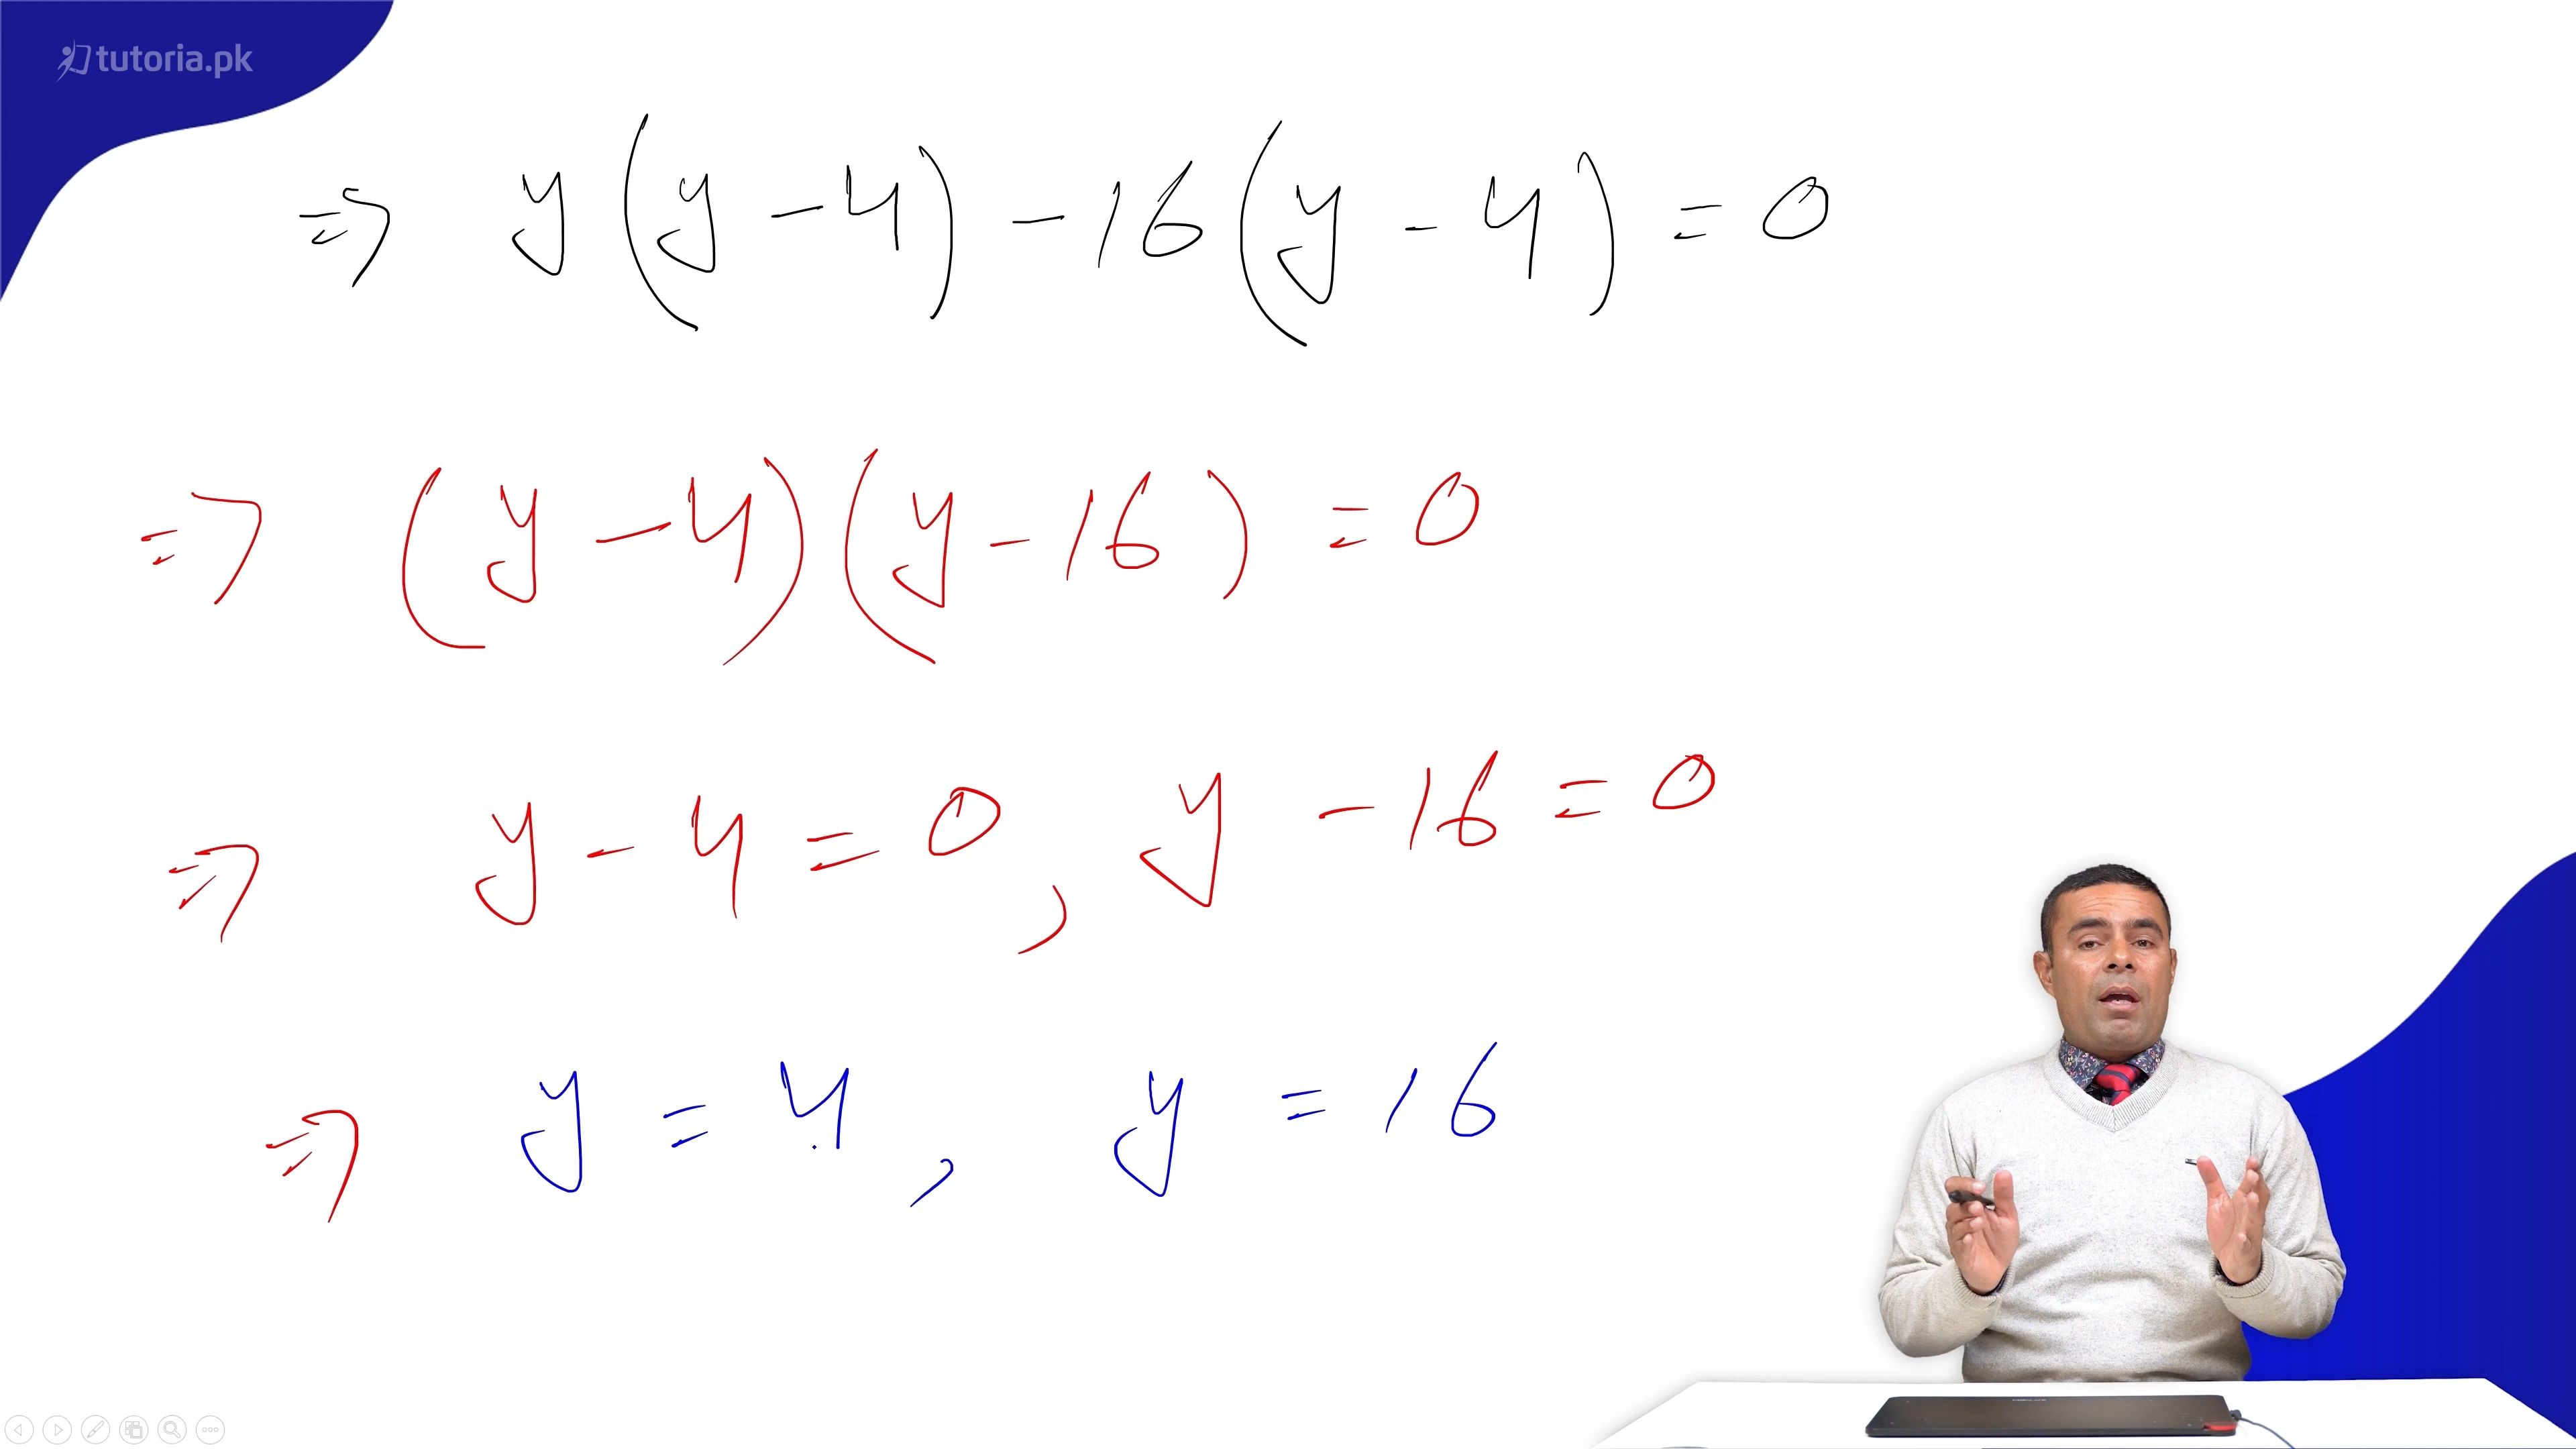 tutoria.pk
⇒ y(y-4)-16(y-4)=0
⇒ (y-4)(y-16)=0
⇒ y-4=0, y-16=0
⇒ y=4, y=16